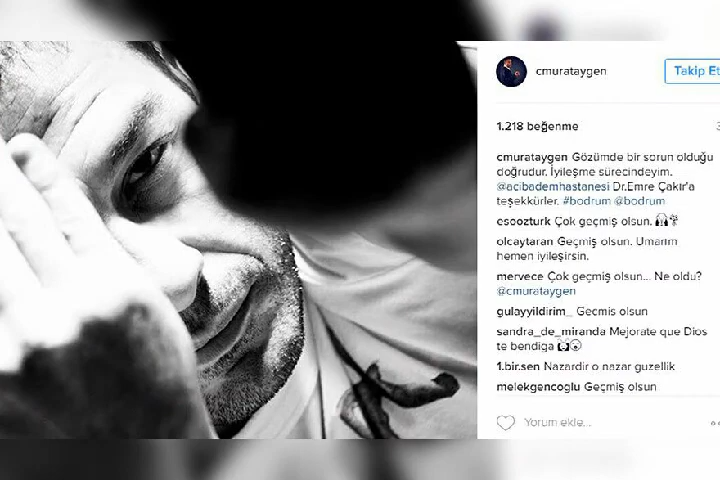 cmurataygen
Takip Et
1.218 beğenme
3
cmurataygen Gözümde bir sorun olduğu
doğrudur. İyileşme sürecindeyim.
@acibademhastanesi Dr.Emre Çakır'a
teşekkürler. #bodrum @bodrum
esoozturk Çok geçmiş olsun.
olcaytaran Geçmiş olsun. Umarım
hemen iyileşirsin.
mervece Çok geçmiş olsun... Ne oldu?
@cmurataygen
gulayyildirim_ Gecmis olsun
sandra_de_miranda Mejorate que Dios
te bendiga
1.bir.sen Nazardir o nazar guzellik
melekgencoglu Geçmiş olsun
Yorum ekle...